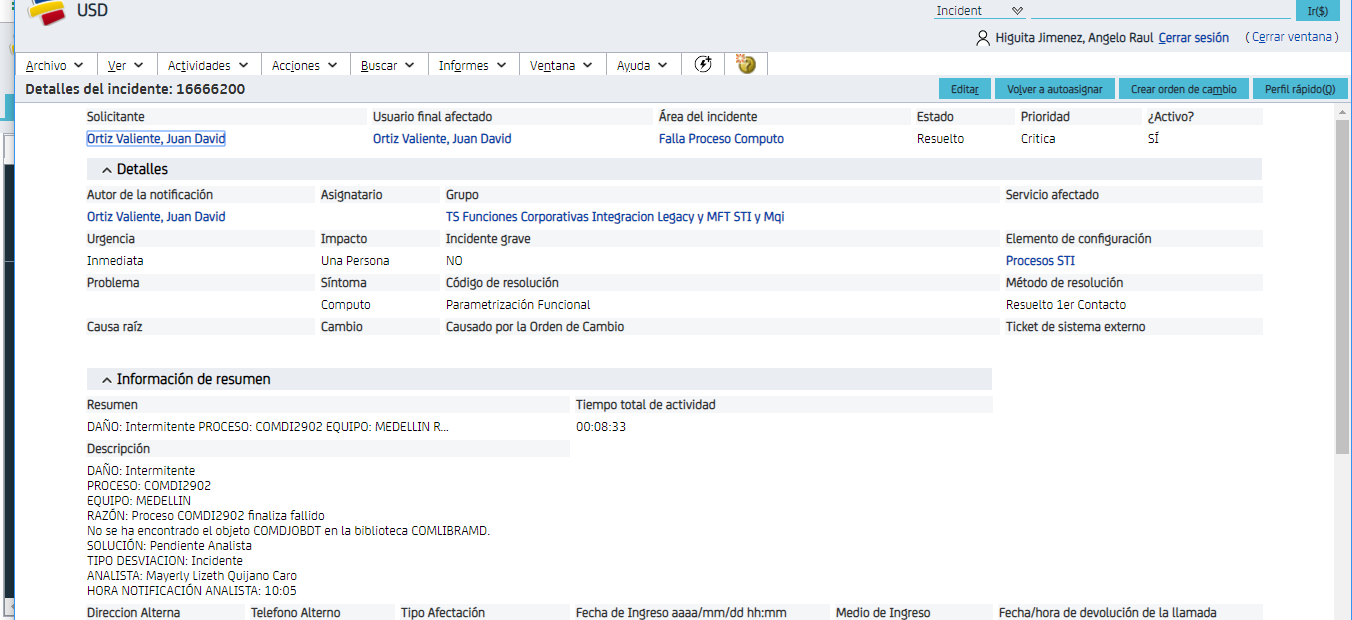 USD
Incident
Ir($)
Higuita Jimenez, Angelo Raul Cerrar sesión (Cerrar ventana)
Archivo Ver Actividades Acciones Buscar Informes Ventana Ayuda
Detalles del incidente: 16666200
Editar Volver a autoasignar Crear orden de cambio Perfil rápido(Q)
Solicitante Usuario final afectado Área del incidente Estado Prioridad ¿Activo?
Ortiz Valiente, Juan David Ortiz Valiente, Juan David Falla Proceso Computo Resuelto Critica SÍ
Detalles
Autor de la notificación Asignatario Grupo Servicio afectado
Ortiz Valiente, Juan David TS Funciones Corporativas Integracion Legacy y MFT STI y Mqi
Urgencia Impacto Incidente grave Elemento de configuración
Inmediata Una Persona NO Procesos STI
Problema Síntoma Código de resolución Método de resolución
Computo Parametrización Funcional Resuelto 1er Contacto
Causa raíz Cambio Causado por la Orden de Cambio Ticket de sistema externo
Información de resumen
Resumen Tiempo total de actividad
DAÑO: Intermitente PROCESO: COMDI2902 EQUIPO: MEDELLIN R... 00:08:33
Descripción
DAÑO: Intermitente
PROCESO: COMDI2902
EQUIPO: MEDELLIN
RAZÓN: Proceso COMDI2902 finaliza fallido
No se ha encontrado el objeto COMDJOBDT en la biblioteca COMLIBRAMD.
SOLUCIÓN: Pendiente Analista
TIPO DESVIACION: Incidente
ANALISTA: Mayerly Lizeth Quijano Caro
HORA NOTIFICACIÓN ANALISTA: 10:05
Direccion Alterna Telefono Alterno Tipo Afectación Fecha de Ingreso aaaa/mm/dd hh:mm Medio de Ingreso Fecha/hora de devolución de la llamada